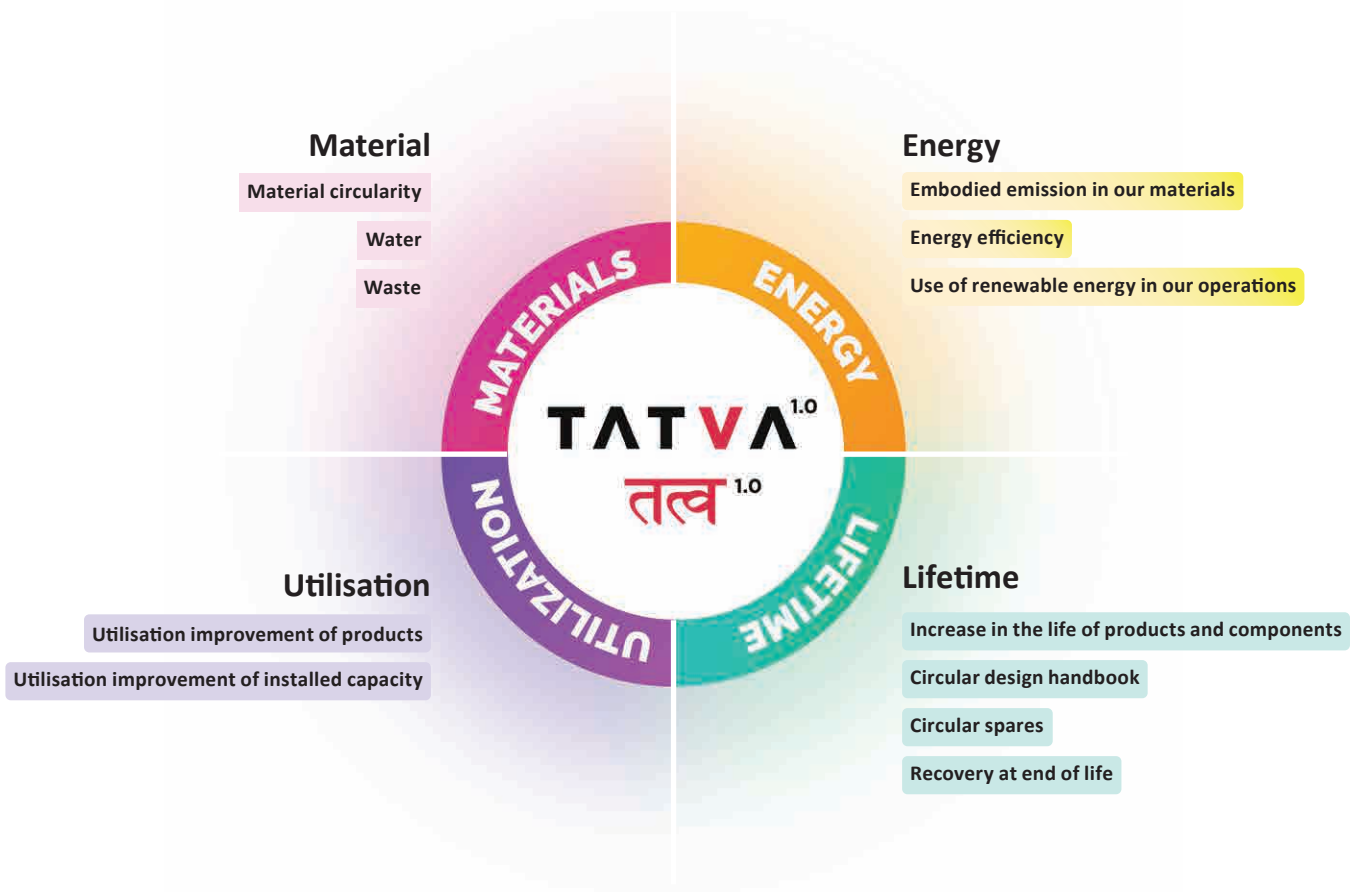 Material
Material circularity
Water
Waste
Energy
Embodied emission in our materials
Energy efficiency
Use of renewable energy in our operations
MATERIALS
ENERGY
TATVA 1.0
तत्व 1.0
UTILIZATION
LIFETIME
Utilisation
Utilisation improvement of products
Utilisation improvement of installed capacity
Lifetime
Increase in the life of products and components
Circular design handbook
Circular spares
Recovery at end of life